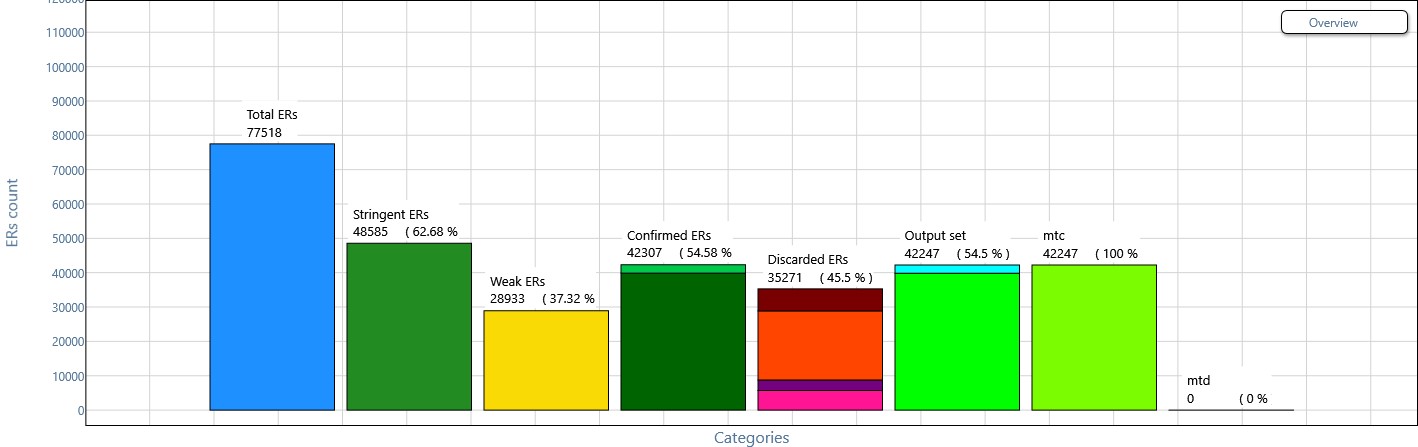 120000
110000
100000
90000
80000
70000
60000
50000
40000
30000
20000
10000
0
ERs count
Overview
Total ERs
77518
Stringent ERs
48585 ( 62.68 %
Weak ERs
28933 ( 37.32 %
Confirmed ERs
42307 ( 54.58 %
Discarded ERs
35271 ( 45.5 % )
Output set
42247 ( 54.5 % )
mtc
42247 ( 100 %
mtd
0 ( 0 %
Categories